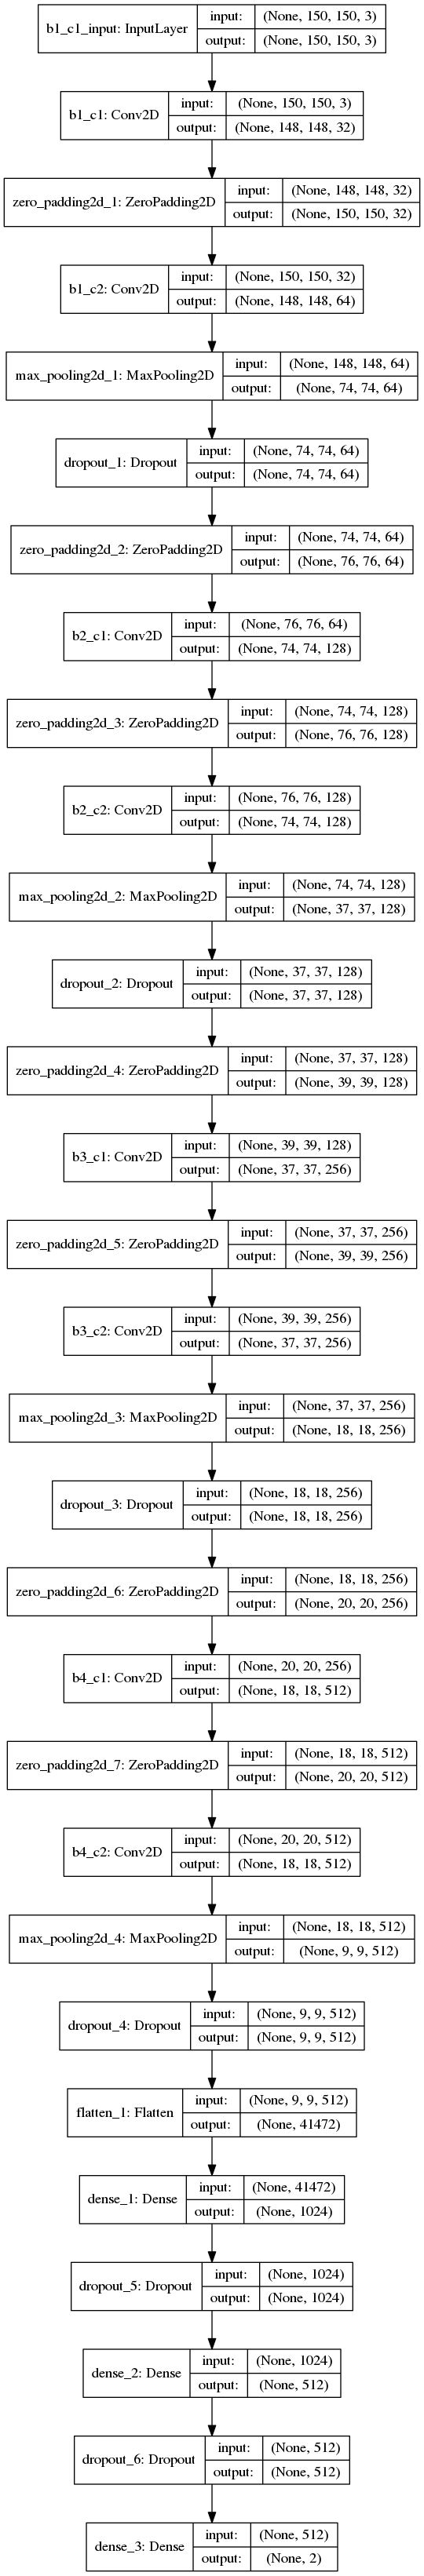 b1_c1_input: InputLayer
input: (None, 150, 150, 3)
output: (None, 150, 150, 3)
b1_c1: Conv2D
input: (None, 150, 150, 3)
output: (None, 148, 148, 32)
zero_padding2d_1: ZeroPadding2D
input: (None, 148, 148, 32)
output: (None, 150, 150, 32)
b1_c2: Conv2D
input: (None, 150, 150, 32)
output: (None, 148, 148, 64)
max_pooling2d_1: MaxPooling2D
input: (None, 148, 148, 64)
output: (None, 74, 74, 64)
dropout_1: Dropout
input: (None, 74, 74, 64)
output: (None, 74, 74, 64)
zero_padding2d_2: ZeroPadding2D
input: (None, 74, 74, 64)
output: (None, 76, 76, 64)
b2_c1: Conv2D
input: (None, 76, 76, 64)
output: (None, 74, 74, 128)
zero_padding2d_3: ZeroPadding2D
input: (None, 74, 74, 128)
output: (None, 76, 76, 128)
b2_c2: Conv2D
input: (None, 76, 76, 128)
output: (None, 74, 74, 128)
max_pooling2d_2: MaxPooling2D
input: (None, 74, 74, 128)
output: (None, 37, 37, 128)
dropout_2: Dropout
input: (None, 37, 37, 128)
output: (None, 37, 37, 128)
zero_padding2d_4: ZeroPadding2D
input: (None, 37, 37, 128)
output: (None, 39, 39, 128)
b3_c1: Conv2D
input: (None, 39, 39, 128)
output: (None, 37, 37, 256)
zero_padding2d_5: ZeroPadding2D
input: (None, 37, 37, 256)
output: (None, 39, 39, 256)
b3_c2: Conv2D
input: (None, 39, 39, 256)
output: (None, 37, 37, 256)
max_pooling2d_3: MaxPooling2D
input: (None, 37, 37, 256)
output: (None, 18, 18, 256)
dropout_3: Dropout
input: (None, 18, 18, 256)
output: (None, 18, 18, 256)
zero_padding2d_6: ZeroPadding2D
input: (None, 18, 18, 256)
output: (None, 20, 20, 256)
b4_c1: Conv2D
input: (None, 20, 20, 256)
output: (None, 18, 18, 512)
zero_padding2d_7: ZeroPadding2D
input: (None, 18, 18, 512)
output: (None, 20, 20, 512)
b4_c2: Conv2D
input: (None, 20, 20, 512)
output: (None, 18, 18, 512)
max_pooling2d_4: MaxPooling2D
input: (None, 18, 18, 512)
output: (None, 9, 9, 512)
dropout_4: Dropout
input: (None, 9, 9, 512)
output: (None, 9, 9, 512)
flatten_1: Flatten
input: (None, 9, 9, 512)
output: (None, 41472)
dense_1: Dense
input: (None, 41472)
output: (None, 1024)
dropout_5: Dropout
input: (None, 1024)
output: (None, 1024)
dense_2: Dense
input: (None, 1024)
output: (None, 512)
dropout_6: Dropout
input: (None, 512)
output: (None, 512)
dense_3: Dense
input: (None, 512)
output: (None, 2)